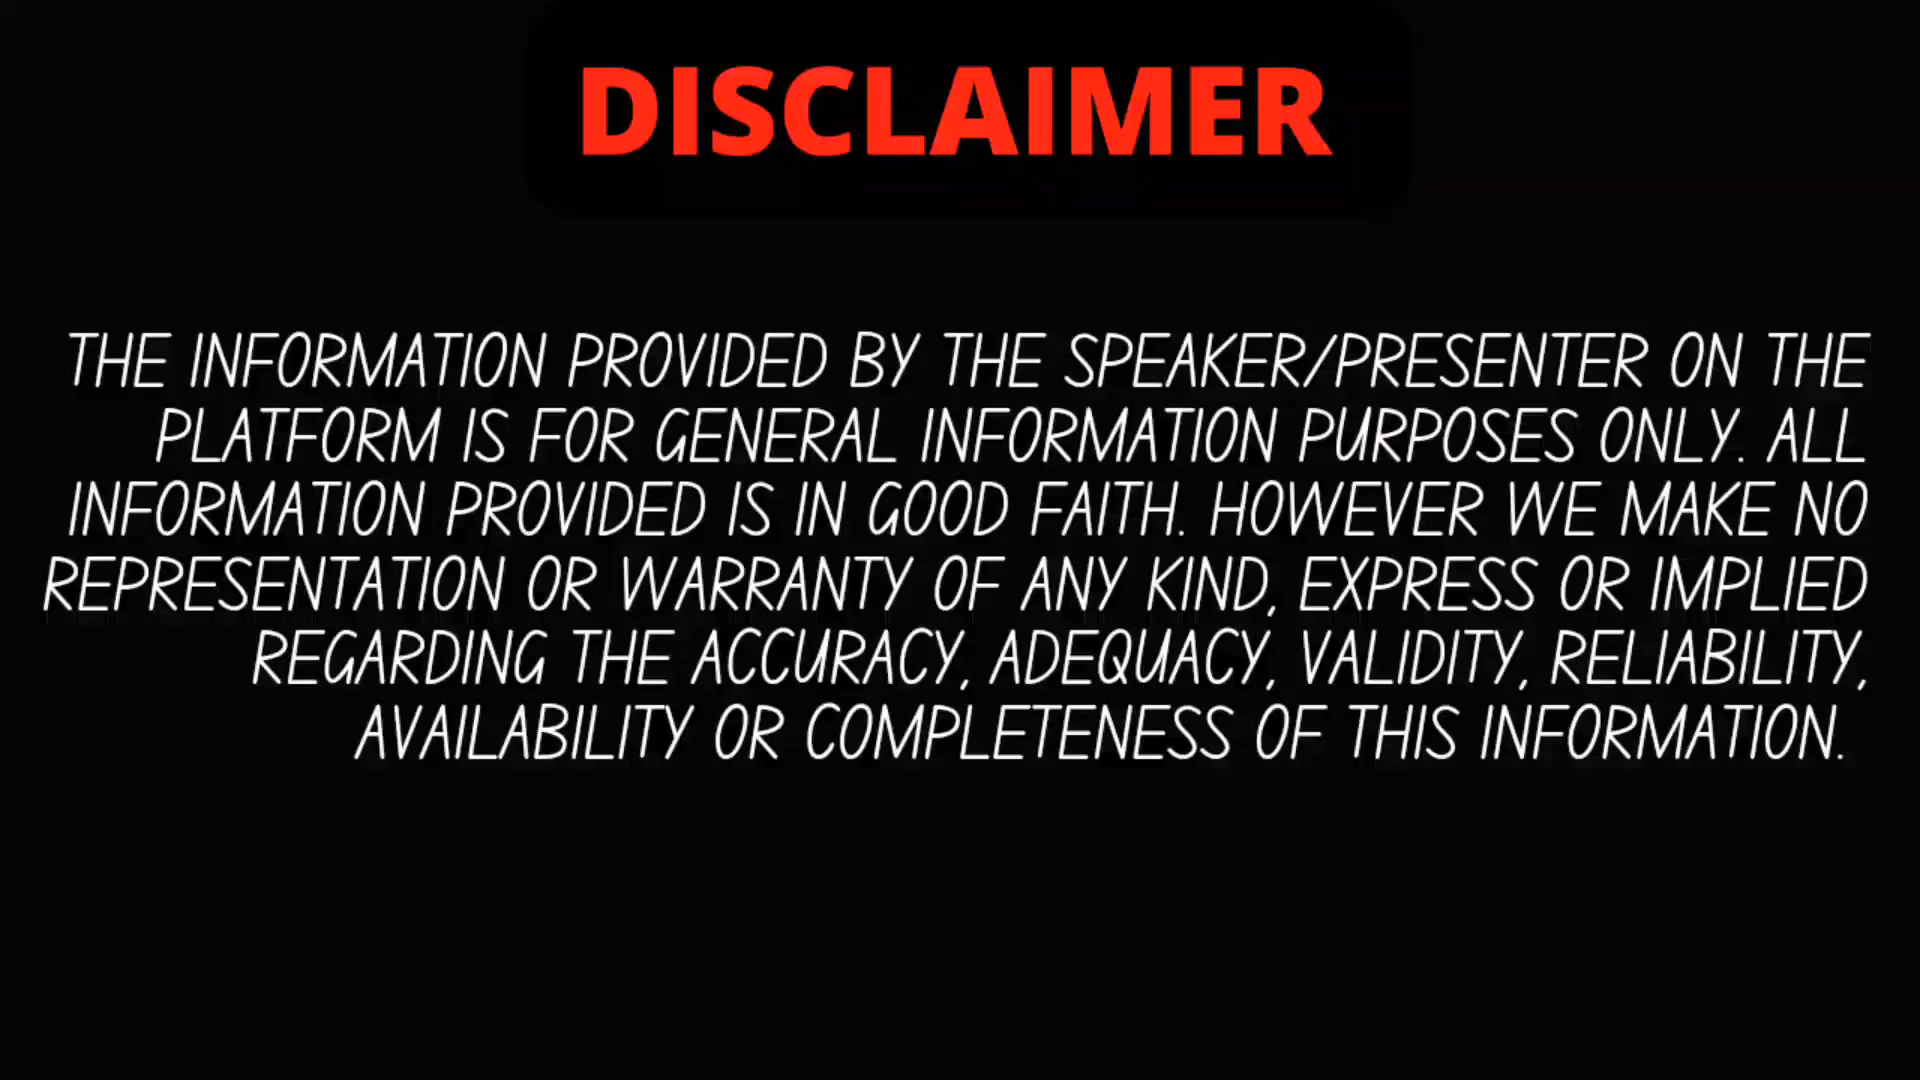 DISCLAIMER
THE INFORMATION PROVIDED BY THE SPEAKER/PRESENTER ON THE
PLATFORM IS FOR GENERAL INFORMATION PURPOSES ONLY. ALL
INFORMATION PROVIDED IS IN GOOD FAITH. HOWEVER WE MAKE NO
REPRESENTATION OR WARRANTY OF ANY KIND, EXPRESS OR IMPLIED
REGARDING THE ACCURACY, ADEQUACY, VALIDITY, RELIABILITY,
AVAILABILITY OR COMPLETENESS OF THIS INFORMATION.